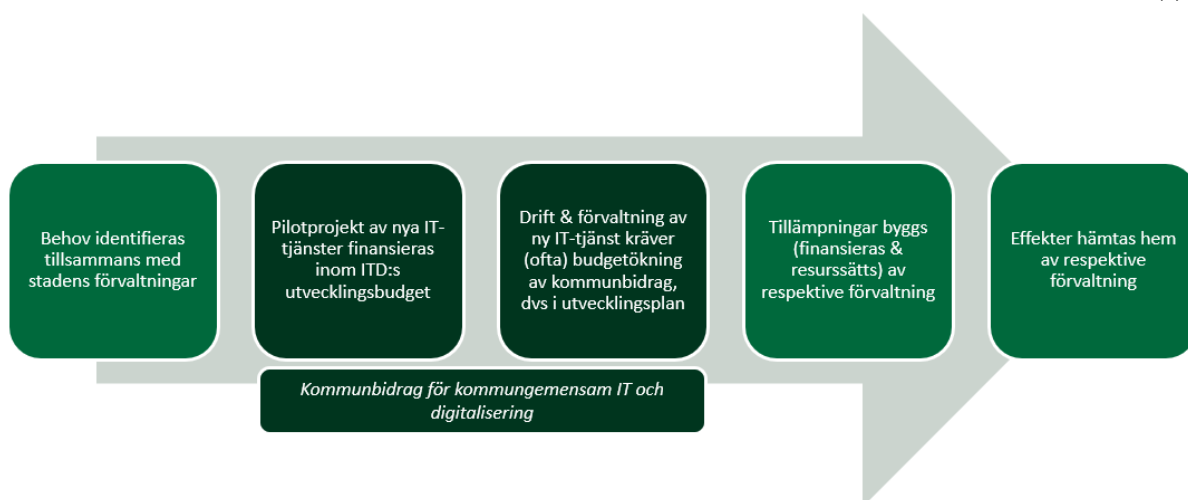 Behov identifieras
tillsammans med
stadens förvaltningar
Pilotprojekt av nya IT-
tjänster finansieras
inom ITD:s
utvecklingsbudget
Drift & förvaltning av
ny IT-tjänst kräver
(ofta) budgetökning
av kommunbidrag,
dvs i utvecklingsplan
Tillämpningar byggs
(finansieras &
resurssätts) av
respektive förvaltning
Effekter hämtas hem
av respektive
förvaltning
Kommunbidrag för kommungemensam IT och
digitalisering